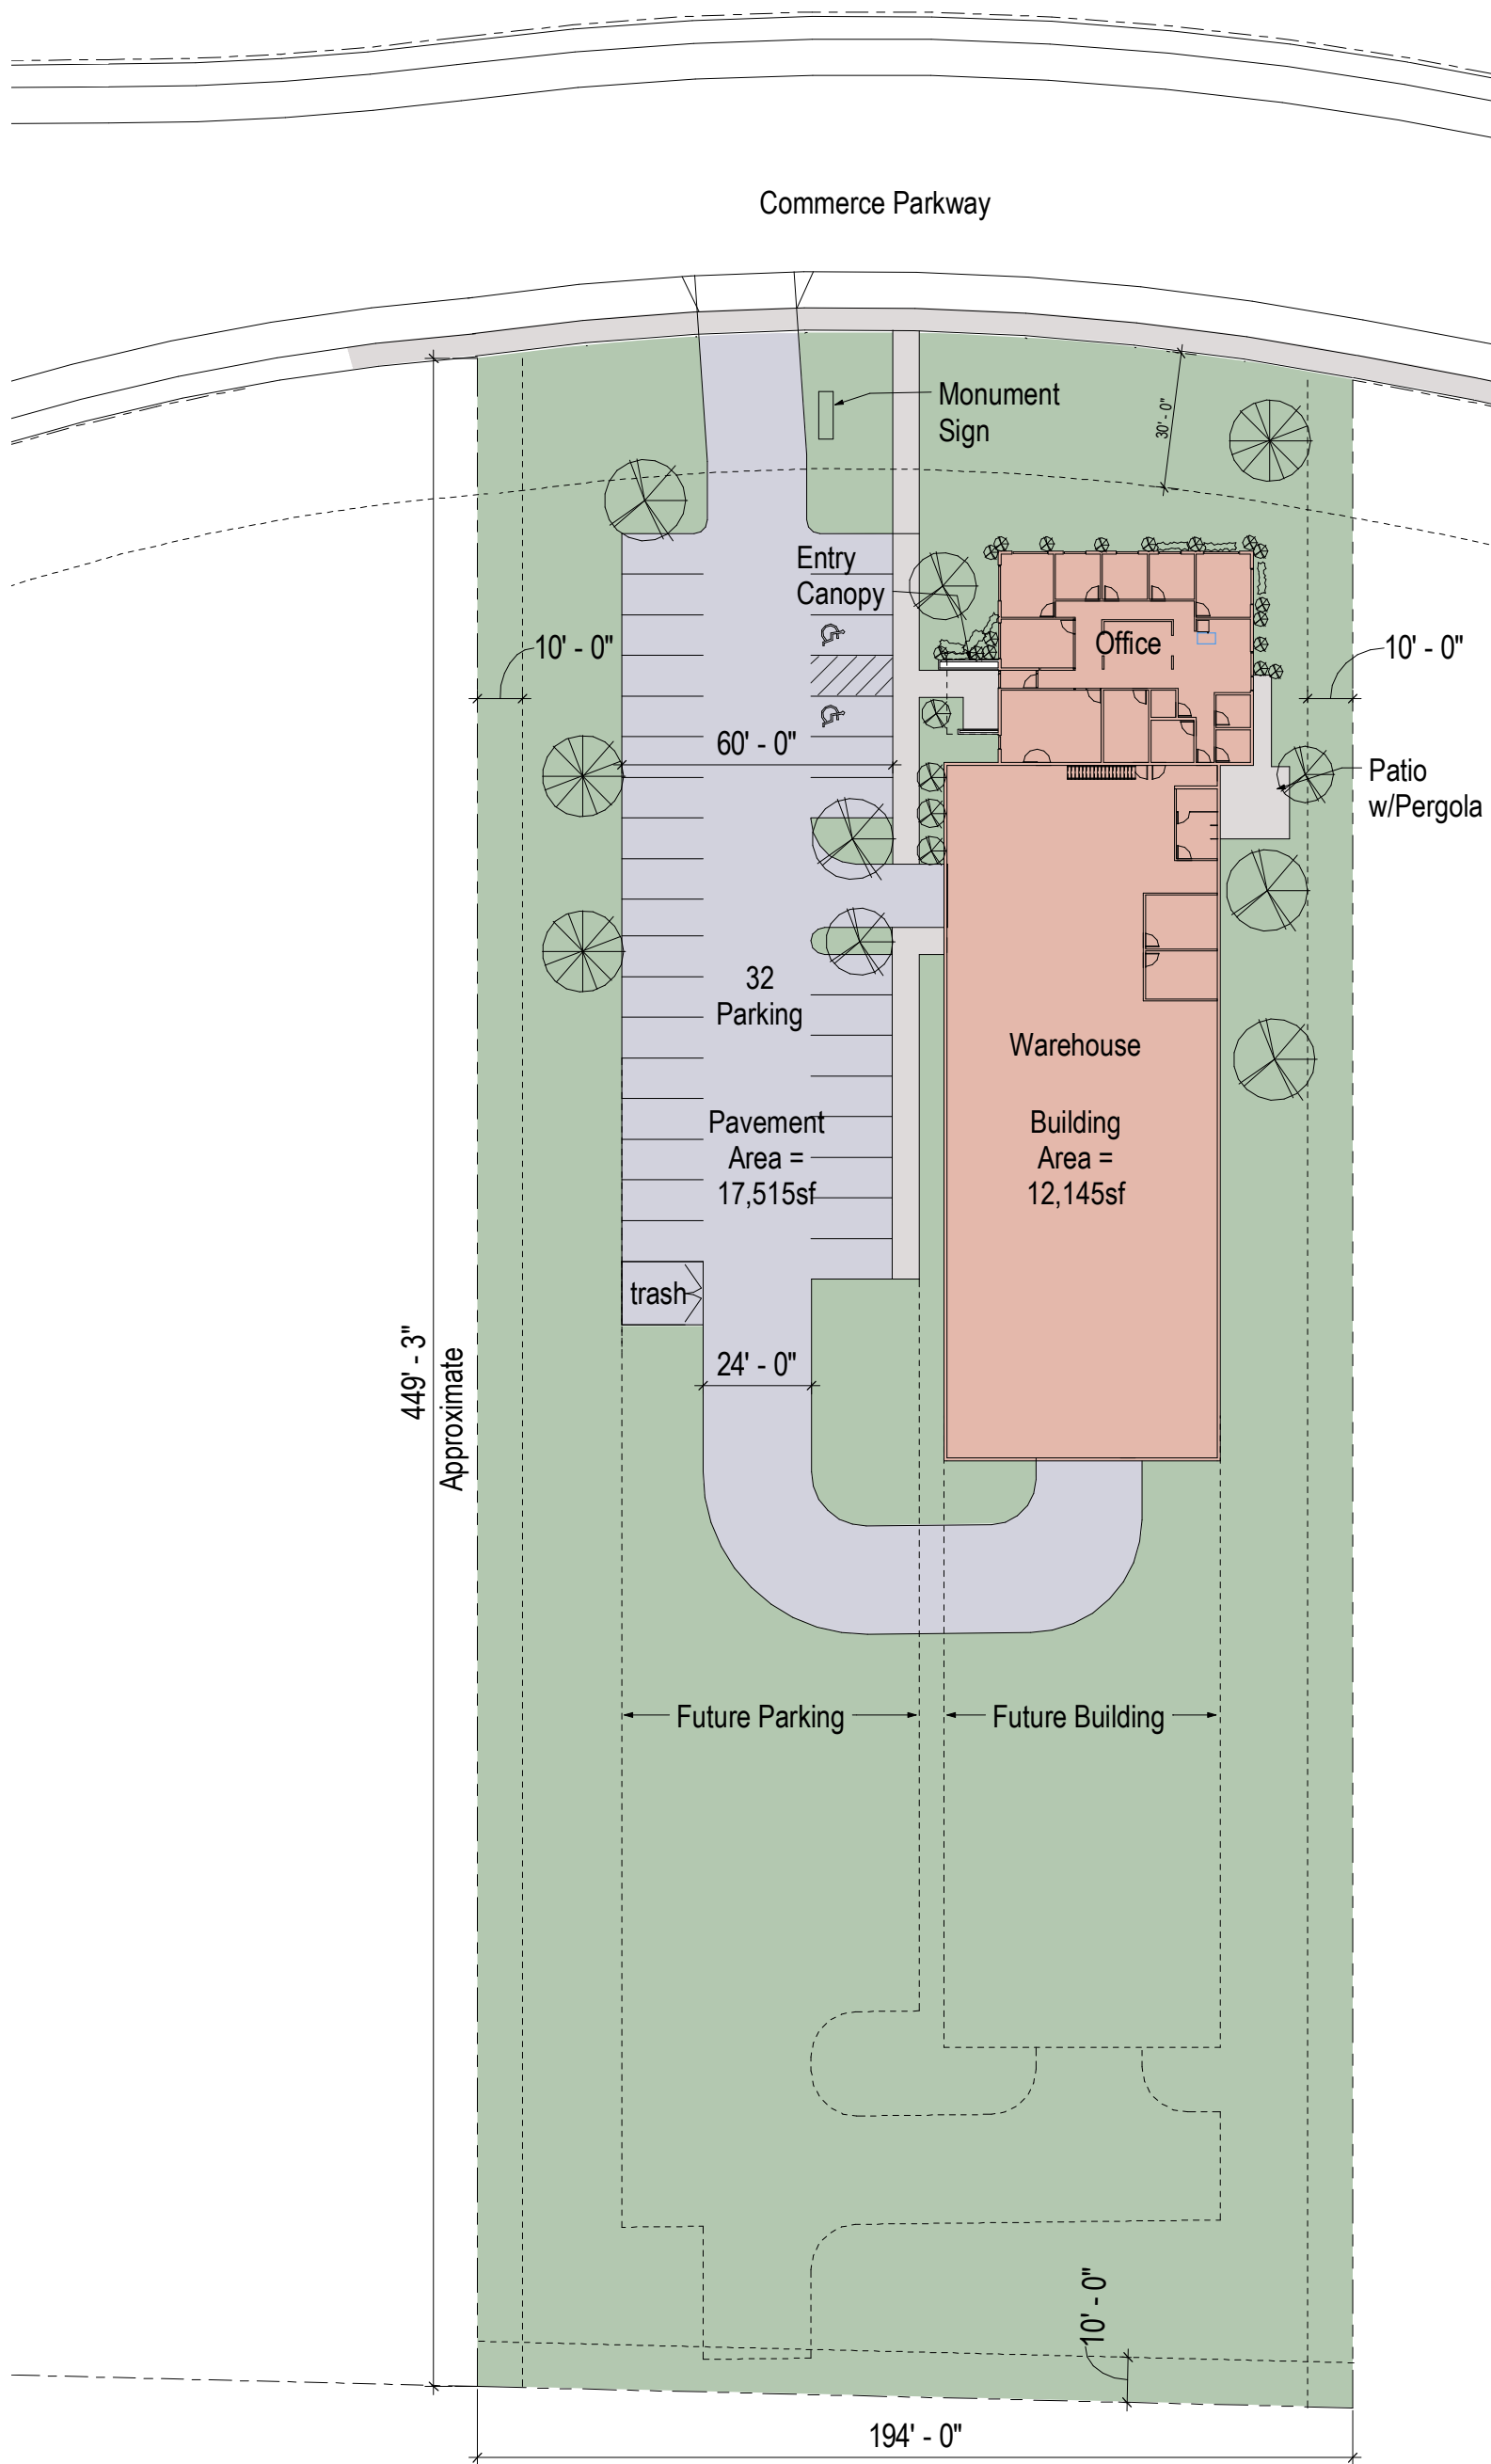 Commerce Parkway
Monument
Sign
30' - 0"
Entry
Canopy
Office
10' - 0"
10' - 0"
60' - 0"
Patio
w/Pergola
32
Parking
Warehouse
Pavement
Area =
17,515sf
Building
Area =
12,145sf
trash
449' - 3"
Approximate
24' - 0"
Future Parking
Future Building
10' - 0"
194' - 0"